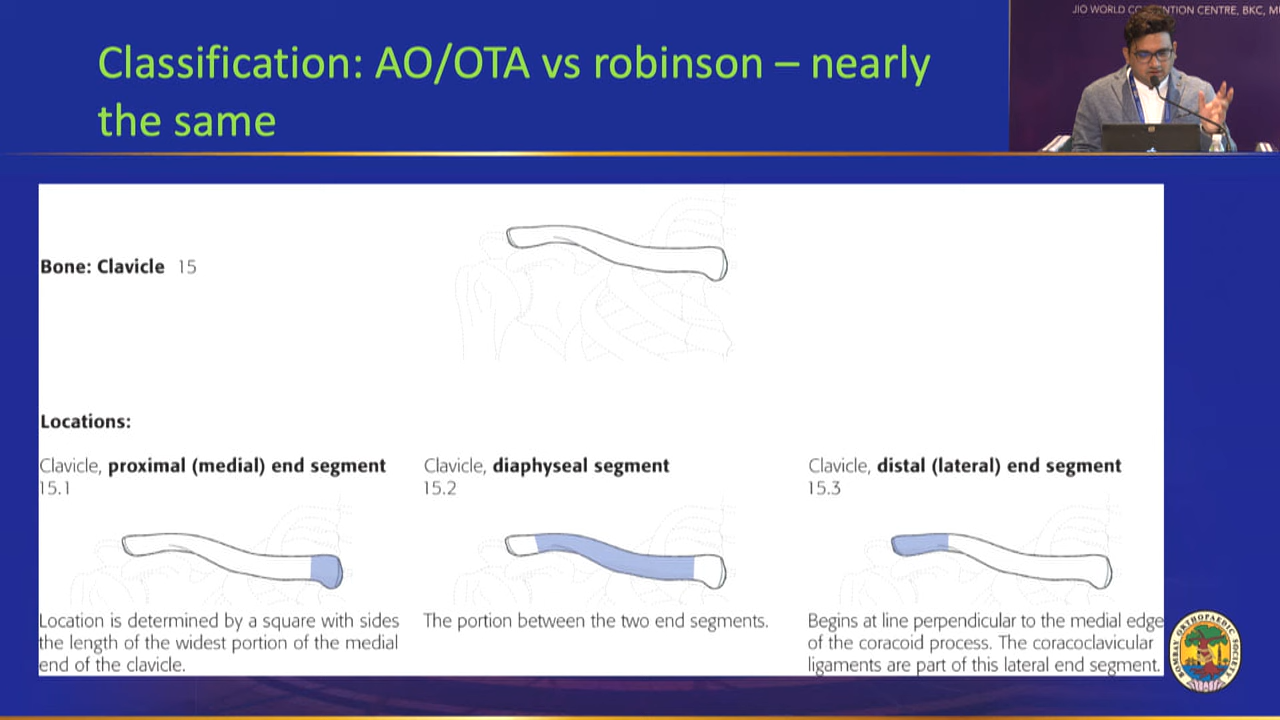 Classification: AO/OTA vs robinson – nearly
the same
JIO WORLD CONVENTION CENTRE, BKC, M
Bone: Clavicle 15
Locations:
Clavicle, proximal (medial) end segment
15.1
Location is determined by a square with sides
the length of the widest portion of the medial
end of the clavicle.
Clavicle, diaphyseal segment
15.2
The portion between the two end segments.
Clavicle, distal (lateral) end segment
15.3
Begins at line perpendicular to the medial edge
of the coracoid process. The coracoclavicular
ligaments are part of this lateral end segment.
BOMBAY ORTHOPAEDIC SOCIETY